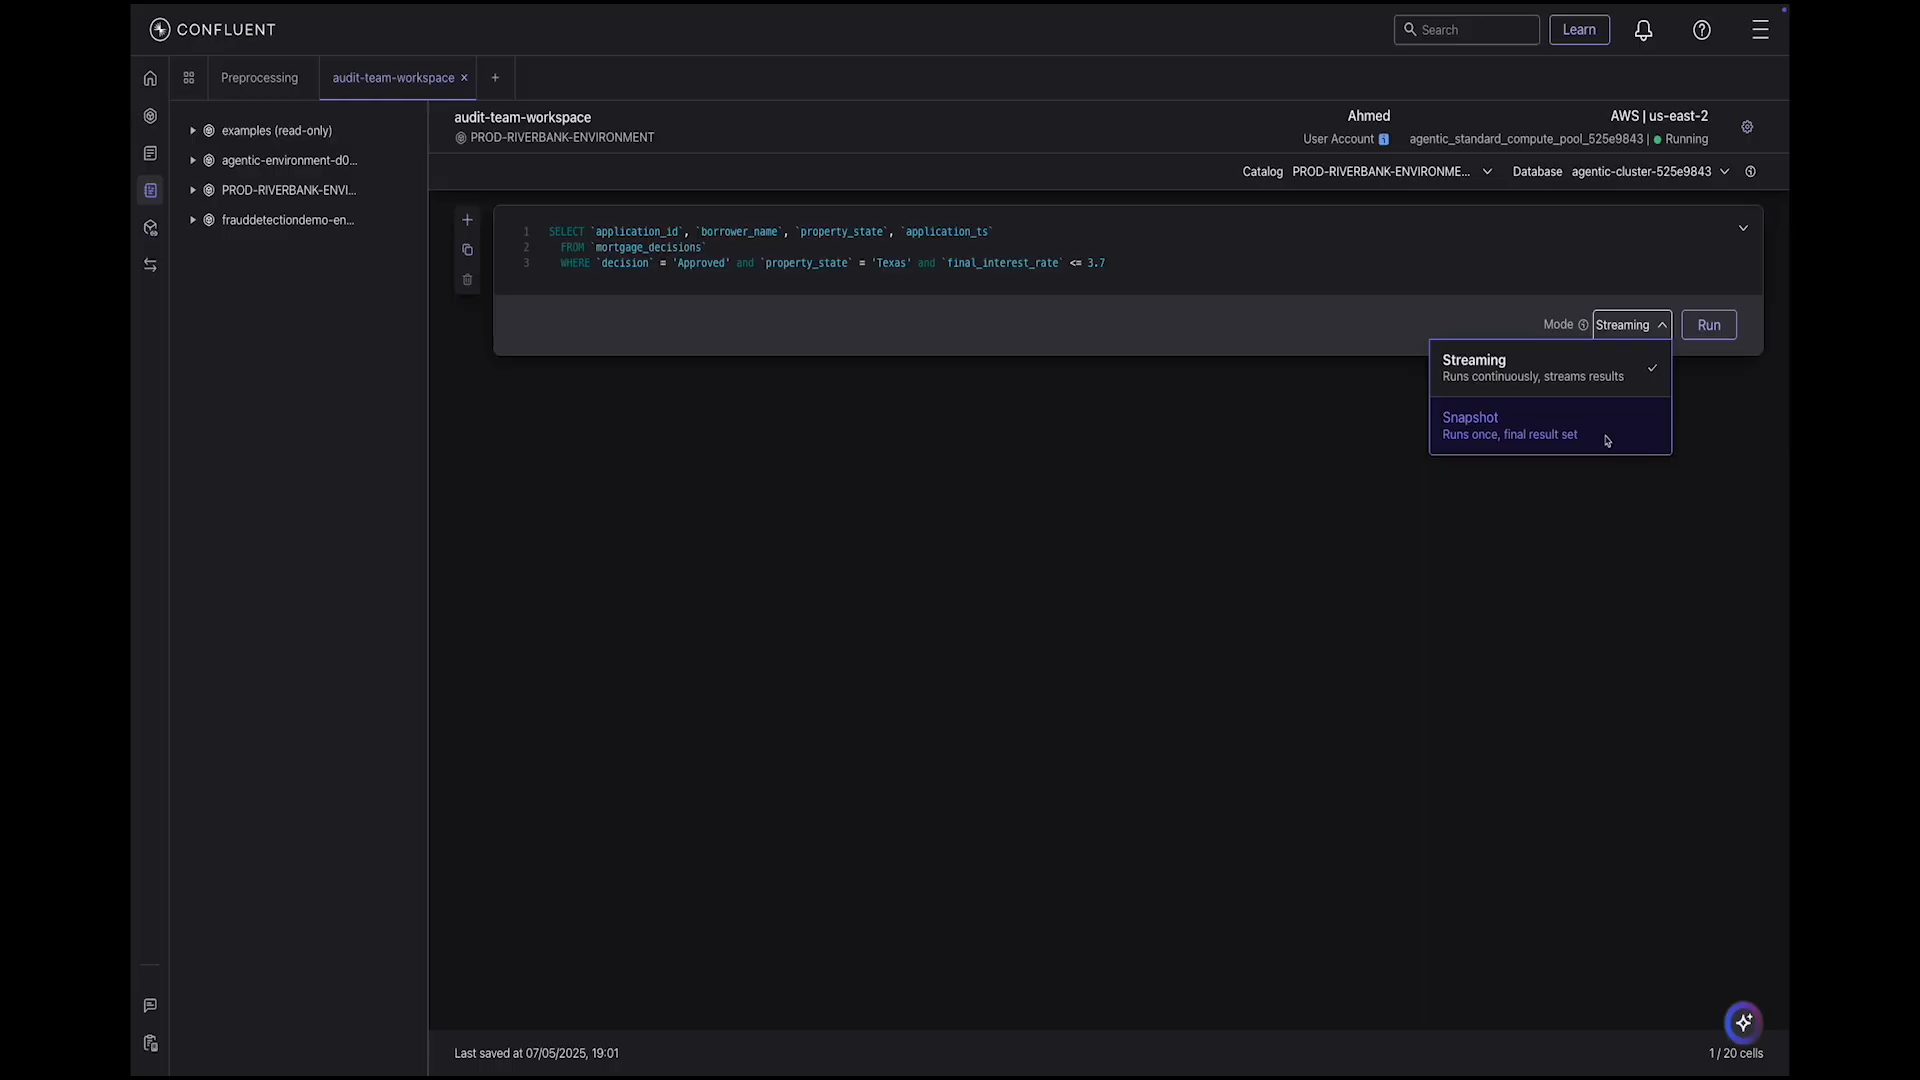 CONFLUENT
Search
Learn
Preprocessing
audit-team-workspace ×
+
examples (read-only)
agentic-environment-d0...
PROD-RIVERBANK-ENVI...
frauddetectiondemo-en...
audit-team-workspace
PROD-RIVERBANK-ENVIRONMENT
Ahmed
User Account
AWS | us-east-2
agentic_standard_compute_pool_525e9843 | Running
Catalog PROD-RIVERBANK-ENVIRONME... Database agentic-cluster-525e9843
1 SELECT `application_id`, `borrower_name`, `property_state`, `application_ts`
2 FROM `mortgage_decisions`
3 WHERE `decision` = 'Approved' and `property_state` = 'Texas' and `final_interest_rate` <= 3.7
Mode Streaming Run
Streaming
Runs continuously, streams results
Snapshot
Runs once, final result set
Last saved at 07/05/2025, 19:01
1 / 20 cells